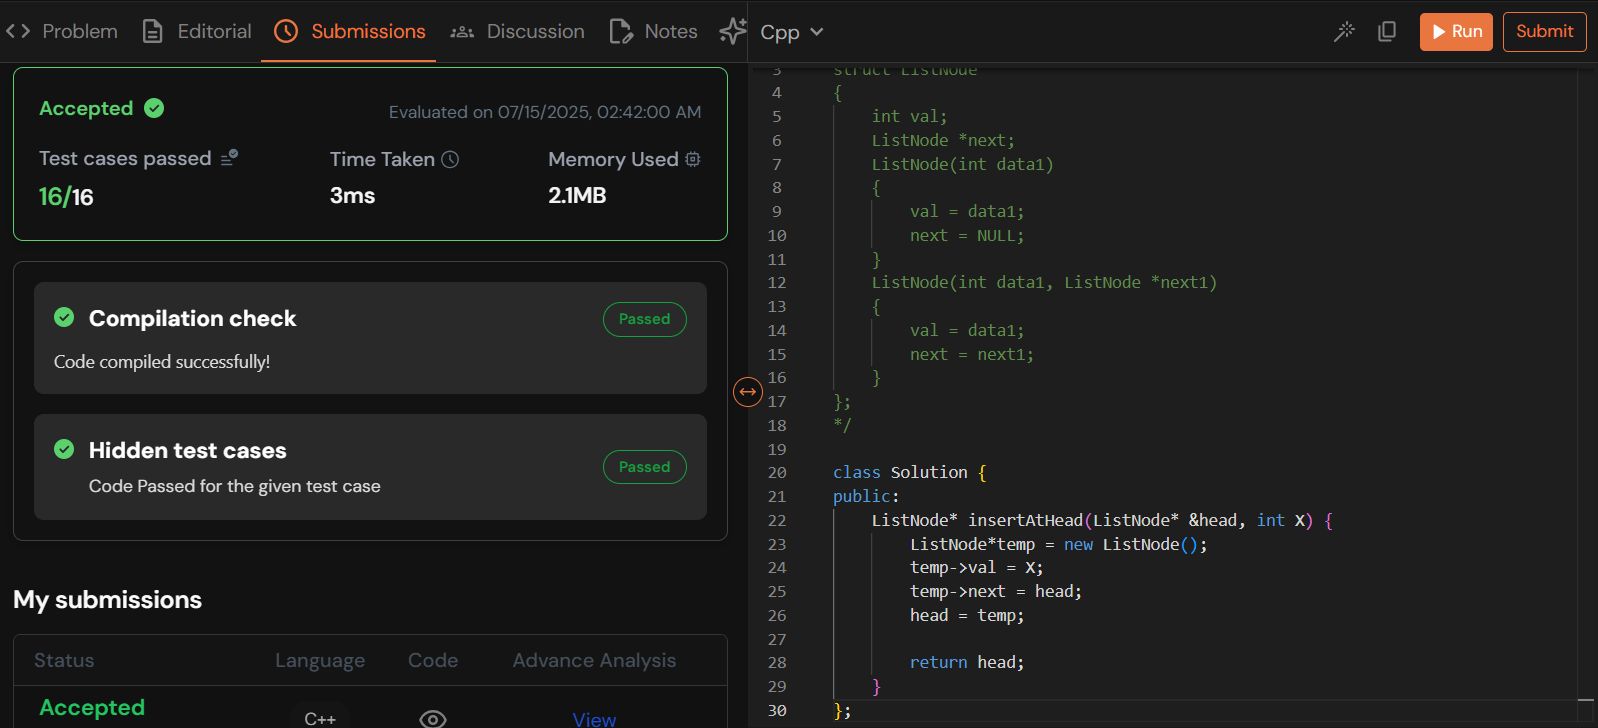 Problem Editorial Submissions Discussion Notes
Accepted
Evaluated on 07/15/2025, 02:42:00 AM
Test cases passed Time Taken Memory Used
16/16 3ms 2.1MB
Compilation check
Passed
Code compiled successfully!
Hidden test cases
Passed
Code Passed for the given test case
My submissions
Status Language Code Advance Analysis
Accepted C++ View
Cpp Run Submit
3 struct ListNode
4 {
5     int val;
6     ListNode *next;
7     ListNode(int data1)
8     {
9         val = data1;
10         next = NULL;
11     }
12     ListNode(int data1, ListNode *next1)
13     {
14         val = data1;
15         next = next1;
16     }
17 };
18 */
19
20 class Solution {
21 public:
22     ListNode* insertAtHead(ListNode* &head, int X) {
23         ListNode*temp = new ListNode();
24         temp->val = X;
25         temp->next = head;
26         head = temp;
27
28         return head;
29     }
30 };